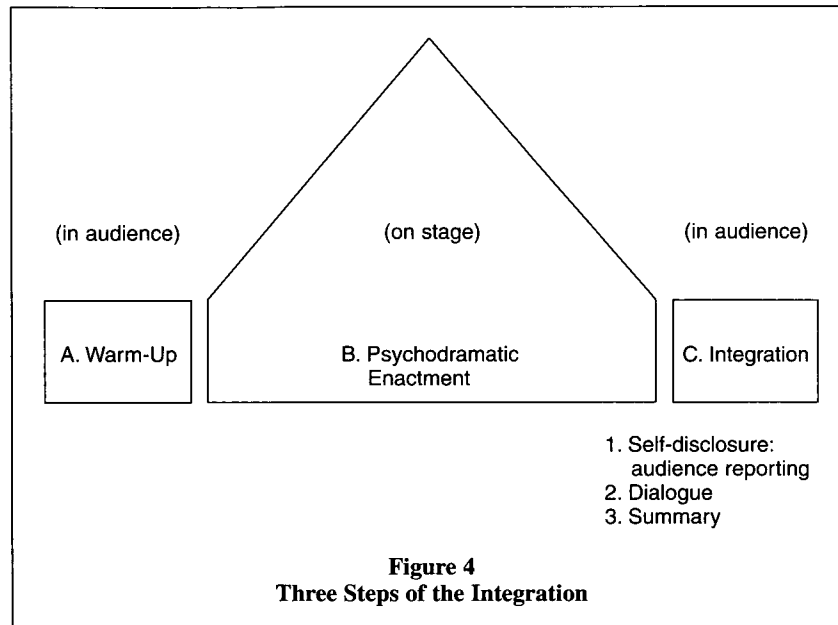 (in audience)
(on stage)
(in audience)
A. Warm-Up
B. Psychodramatic
Enactment
C. Integration
1. Self-disclosure:
audience reporting
2. Dialogue
3. Summary
Figure 4
Three Steps of the Integration